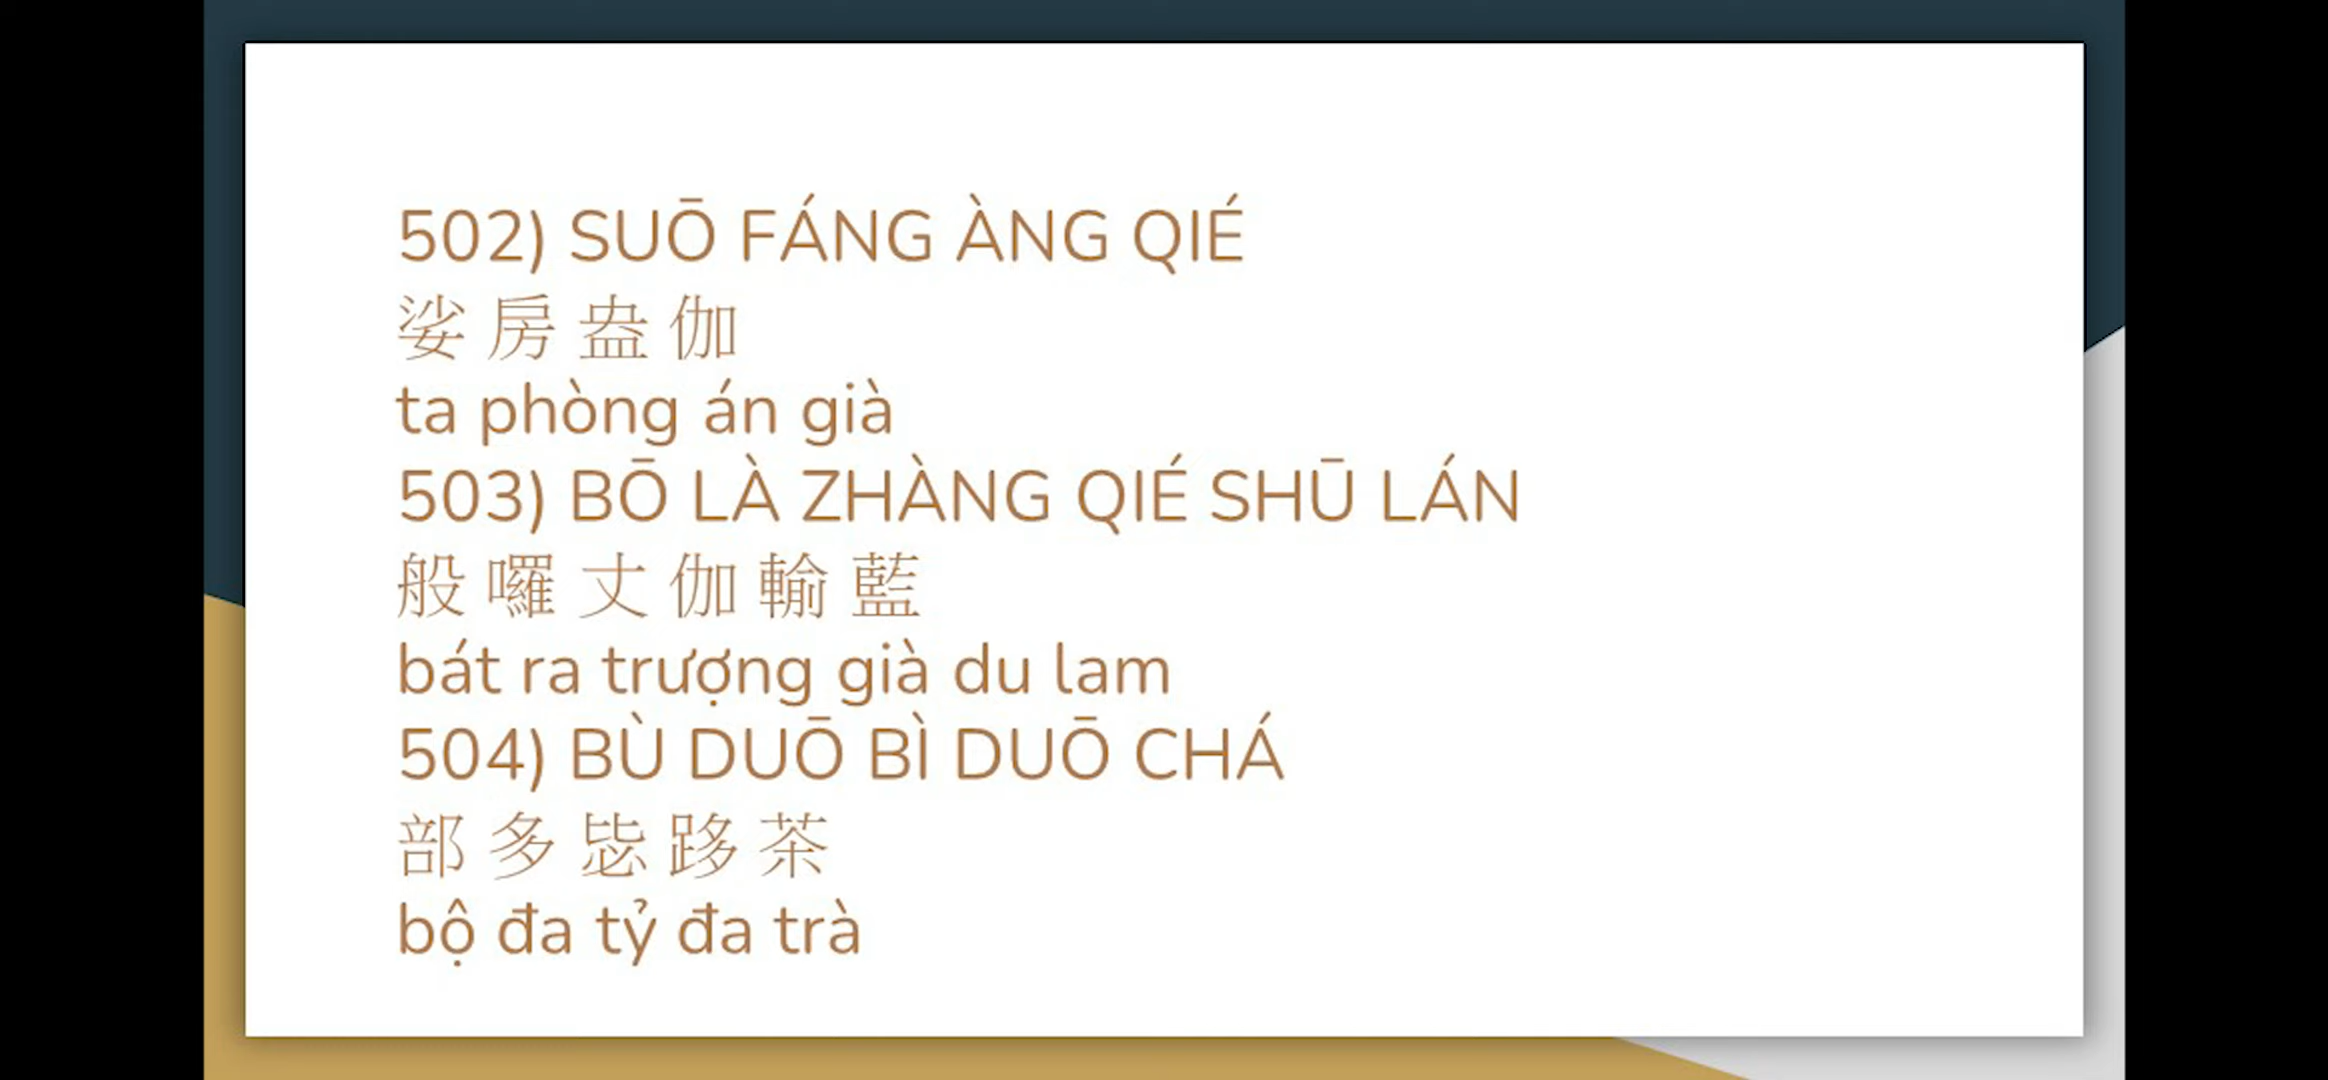 502) SUŌ FÁNG ÀNG QIÉ
娑 房 盎 伽
ta phòng án già
503) BŌ LÀ ZHÀNG QIÉ SHŪ LÁN
般 囉 丈 伽 輸 藍
bát ra trượng già du lam
504) BÙ DUŌ BÌ DUŌ CHÁ
部 多 毖 跢 茶
bộ đa tỷ đa trà